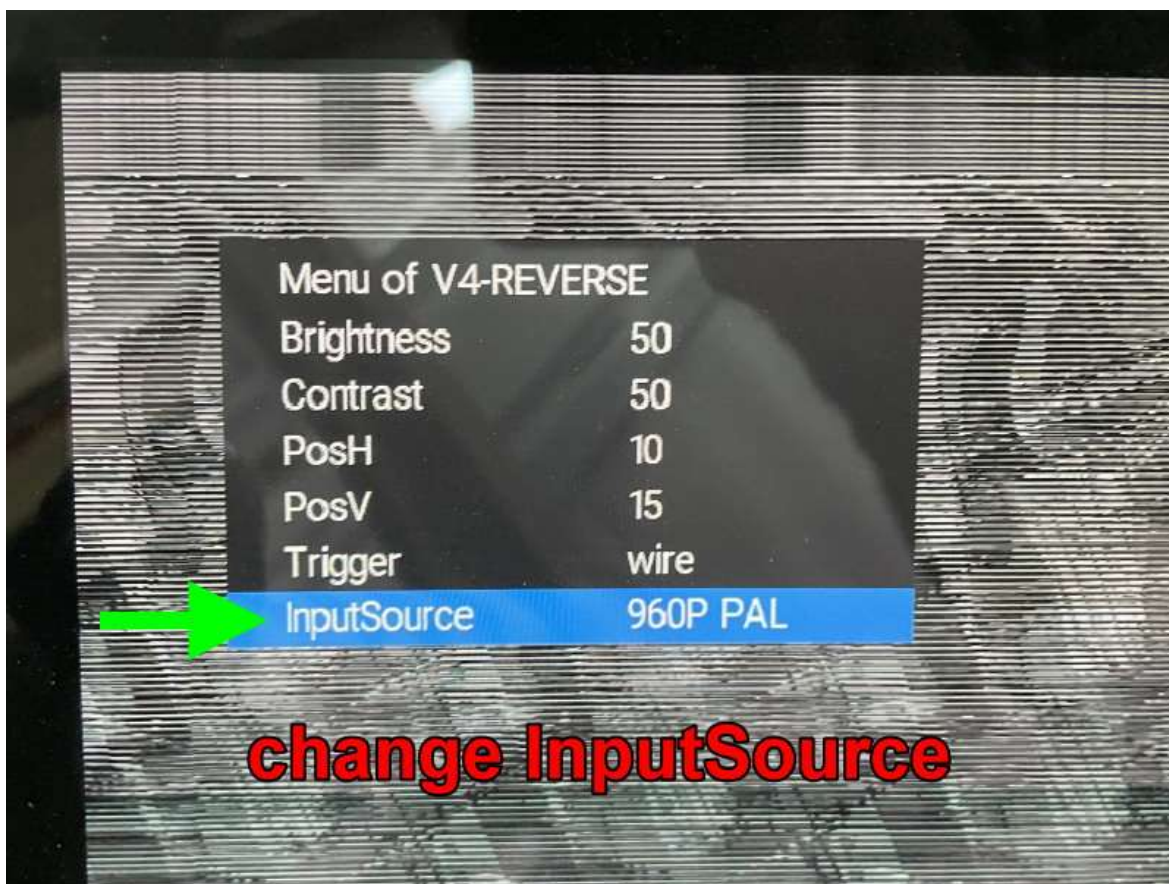 Menu of V4-REVERSE
Brightness 50
Contrast 50
PosH 10
PosV 15
Trigger wire
InputSource 960P PAL
change InputSource